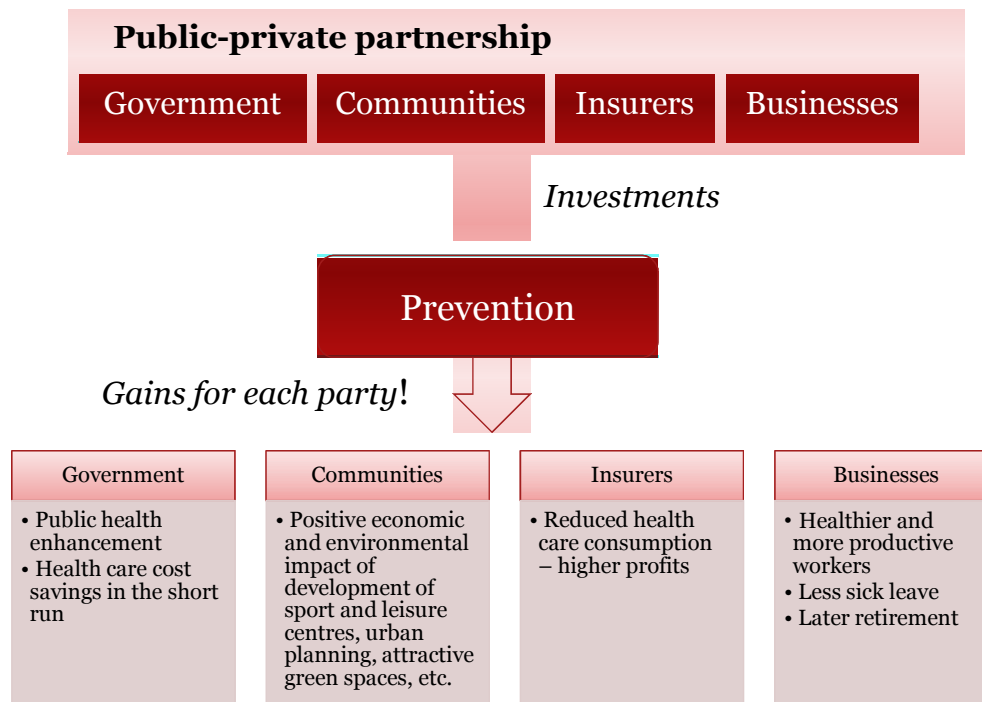 Public-private partnership
Government
Communities
Insurers
Businesses
Investments
Prevention
Gains for each party!
Government
• Public health
enhancement
• Health care cost
savings in the short
run
Communities
• Positive economic
and environmental
impact of
development of
sport and leisure
centres, urban
planning, attractive
green spaces, etc.
Insurers
• Reduced health
care consumption
– higher profits
Businesses
• Healthier and
more productive
workers
• Less sick leave
• Later retirement